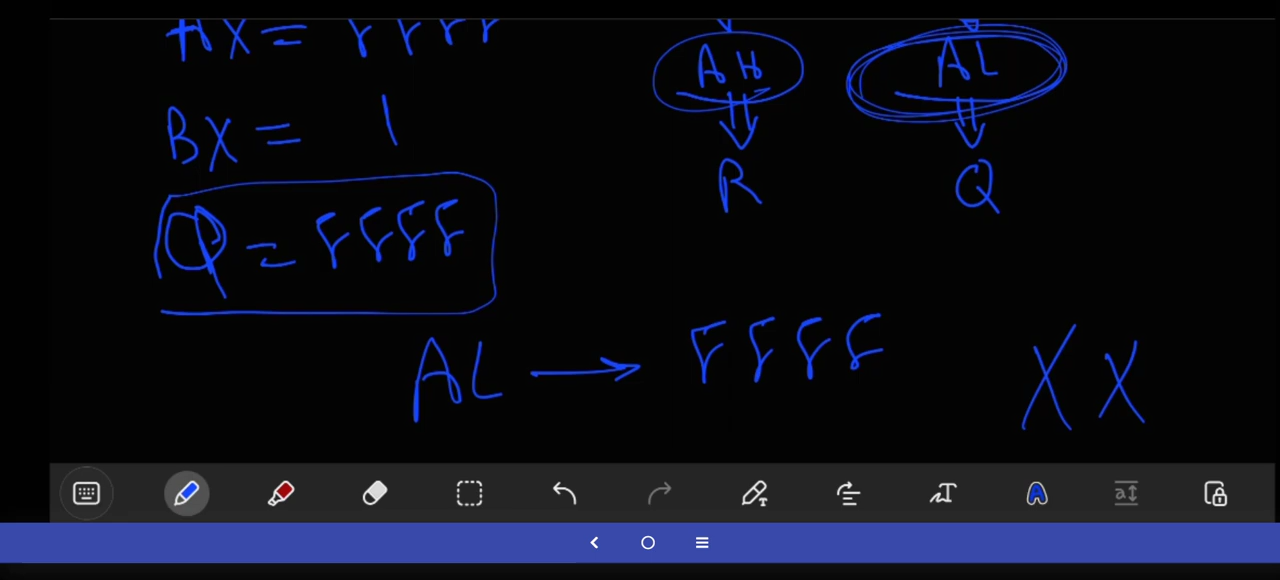 AX = FFFF
AH AL
BX = 1
R Q
Q = FFFF
AL → FFFF XX